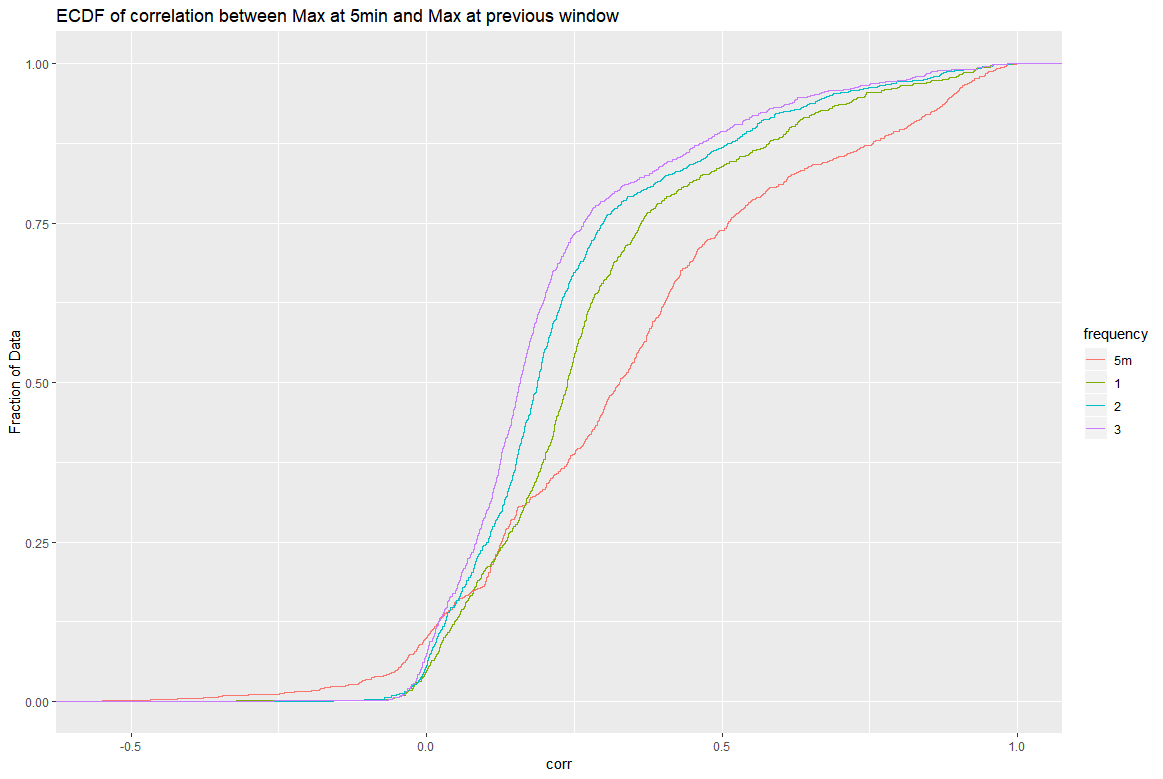 ECDF of correlation between Max at 5min and Max at previous window
1.00
0.75
0.50
0.25
0.00
Fraction of Data
-0.5
0.0
0.5
1.0
corr
frequency
5m
1
2
3